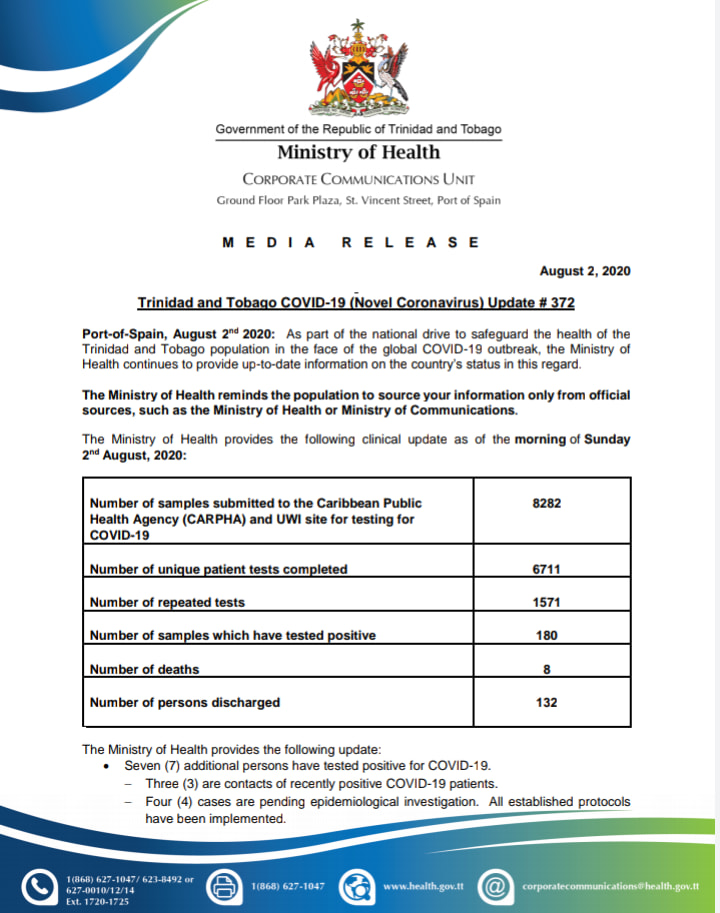 Government of the Republic of Trinidad and Tobago
Ministry of Health
CORPORATE COMMUNICATIONS UNIT
Ground Floor Park Plaza, St. Vincent Street, Port of Spain
MEDIA RELEASE
August 2, 2020
Trinidad and Tobago COVID-19 (Novel Coronavirus) Update # 372
Port-of-Spain, August 2nd 2020: As part of the national drive to safeguard the health of the
Trinidad and Tobago population in the face of the global COVID-19 outbreak, the Ministry of
Health continues to provide up-to-date information on the country's status in this regard.
The Ministry of Health reminds the population to source your information only from official
sources, such as the Ministry of Health or Ministry of Communications.
The Ministry of Health provides the following clinical update as of the morning of Sunday
2nd August, 2020:
Number of samples submitted to the Caribbean Public 8282
Health Agency (CARPHA) and UWI site for testing for
COVID-19
Number of unique patient tests completed 6711
Number of repeated tests 1571
Number of samples which have tested positive 180
Number of deaths 8
Number of persons discharged 132
The Ministry of Health provides the following update:
• Seven (7) additional persons have tested positive for COVID-19.
– Three (3) are contacts of recently positive COVID-19 patients.
– Four (4) cases are pending epidemiological investigation. All established protocols
have been implemented.
1(868) 627-1047/ 623-8492 or
627-0010/12/14
Ext. 1720-1725
1(868) 627-1047
www.health.gov.tt
@
corporatecommunications@health.gov.tt